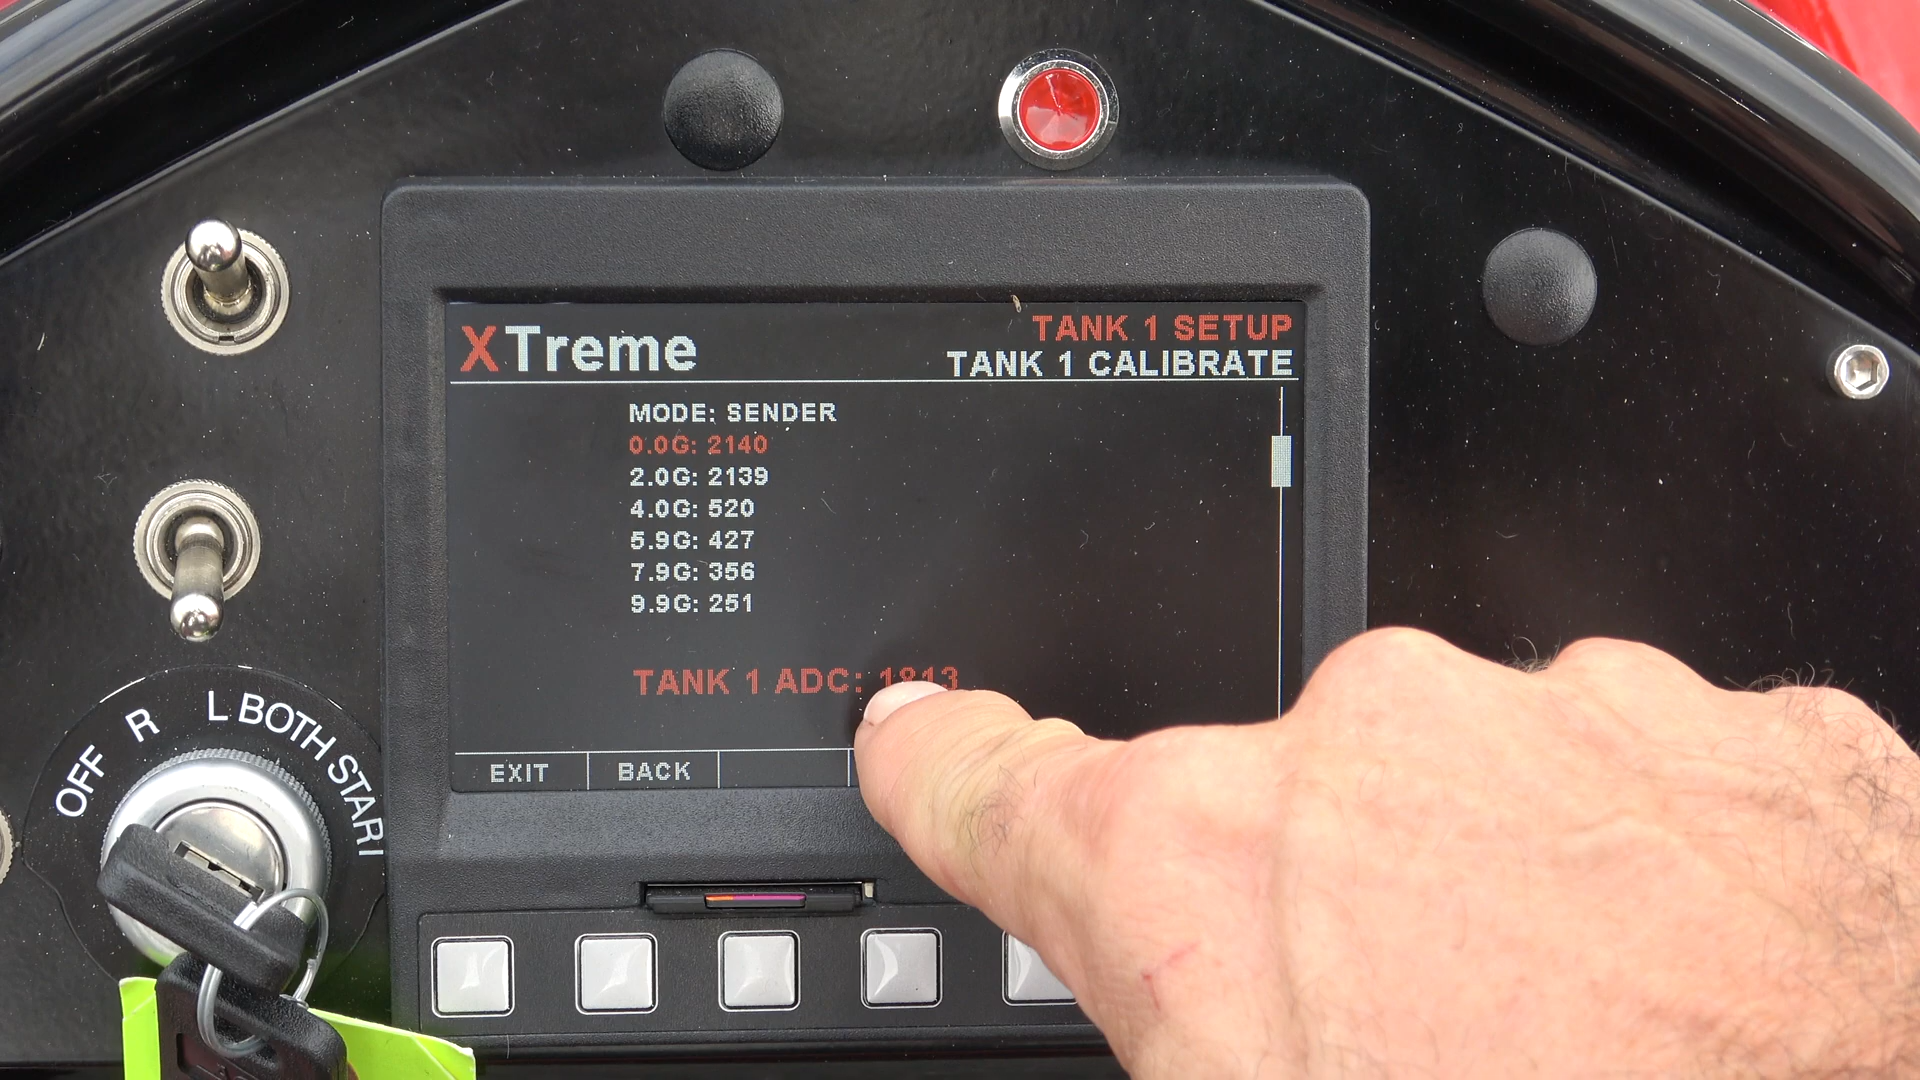 XTreme
TANK 1 SETUP
TANK 1 CALIBRATE
MODE: SENDER
0.0G: 2140
2.0G: 2139
4.0G: 520
5.9G: 427
7.9G: 356
9.9G: 251
TANK 1 ADC: 1813
EXIT
BACK
OFF R L BOTH START